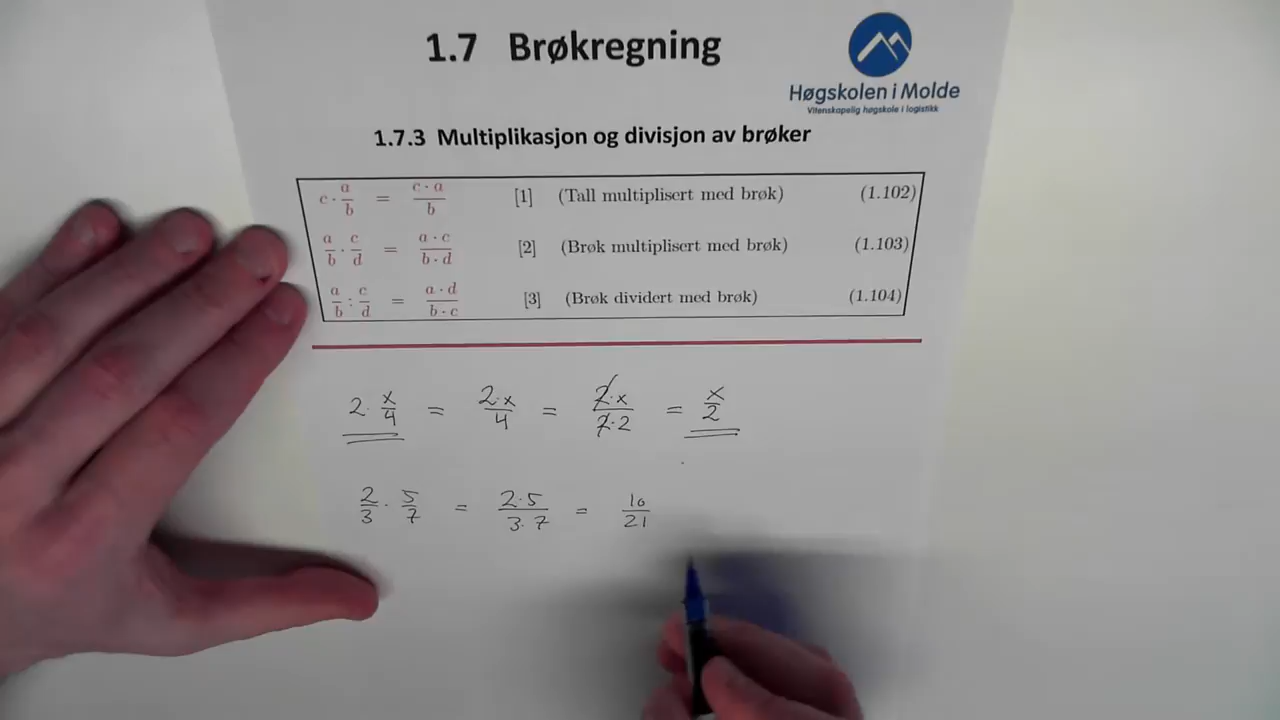 1.7 Brøkregning
Høgskolen i Molde
Vitenskapelig høgskole i logistikk
1.7.3 Multiplikasjon og divisjon av brøker
c · a/b = c · a/b [1] (Tall multiplisert med brøk) (1.102)
a/b · c/d = a · c/b · d [2] (Brøk multiplisert med brøk) (1.103)
a/b : c/d = a · d/b · c [3] (Brøk dividert med brøk) (1.104)
2 · x/4 = 2·x/4 = 2·x/2·2 = x/2
2/3 · 5/7 = 2·5/3·7 = 10/21